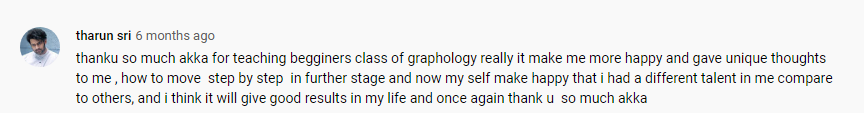 tharun sri 6 months ago
thanku so much akka for teaching begginers class of graphology really it make me more happy and gave unique thoughts
to me , how to move step by step in further stage and now my self make happy that i had a different talent in me compare
to others, and i think it will give good results in my life and once again thank u so much akka